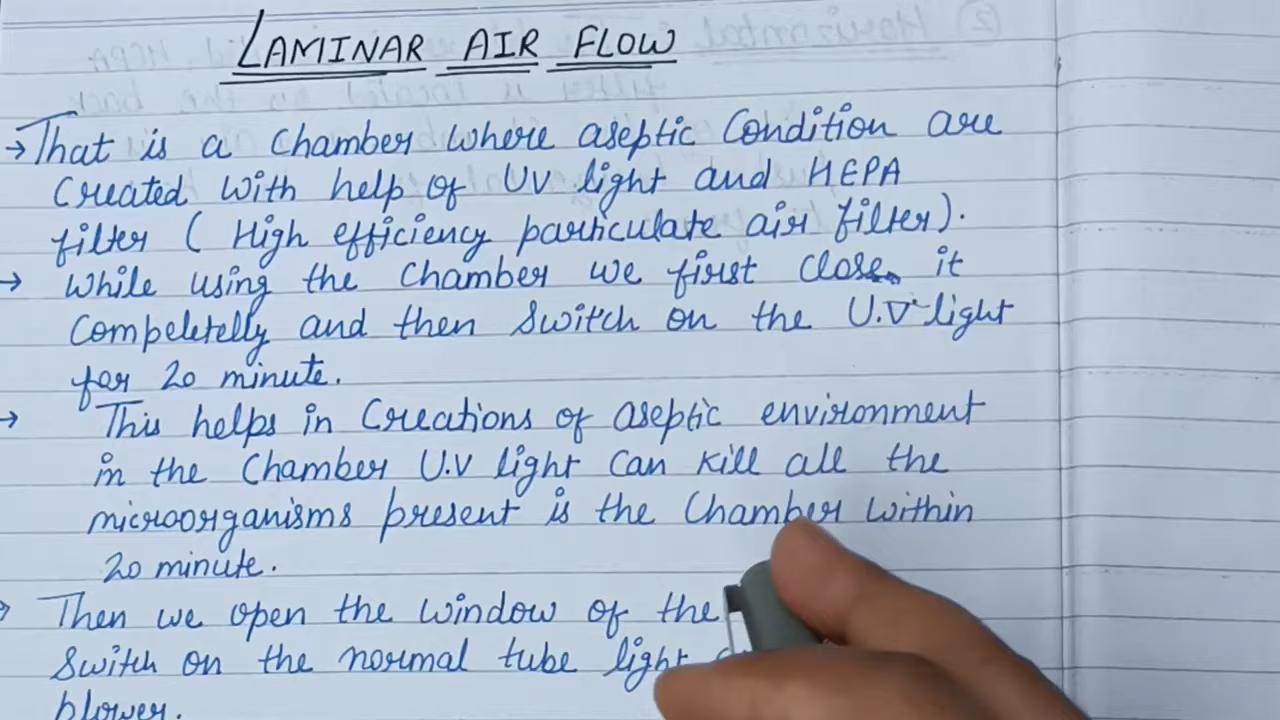 LAMINAR AIR FLOW
→ That is a Chamber where aseptic Condition are
Created with help of UV light and HEPA
filter ( High efficiency particulate air filter).
→ While using the Chamber we first close it
Compeletelly and then Switch on the U.V light
for 20 minute.
→ This helps in Creations of aseptic environment
in the Chamber U.V light Can kill all the
microorganisms present is the Chamber within
20 minute.
→ Then we open the window of the
Switch on the normal tube light
blower.